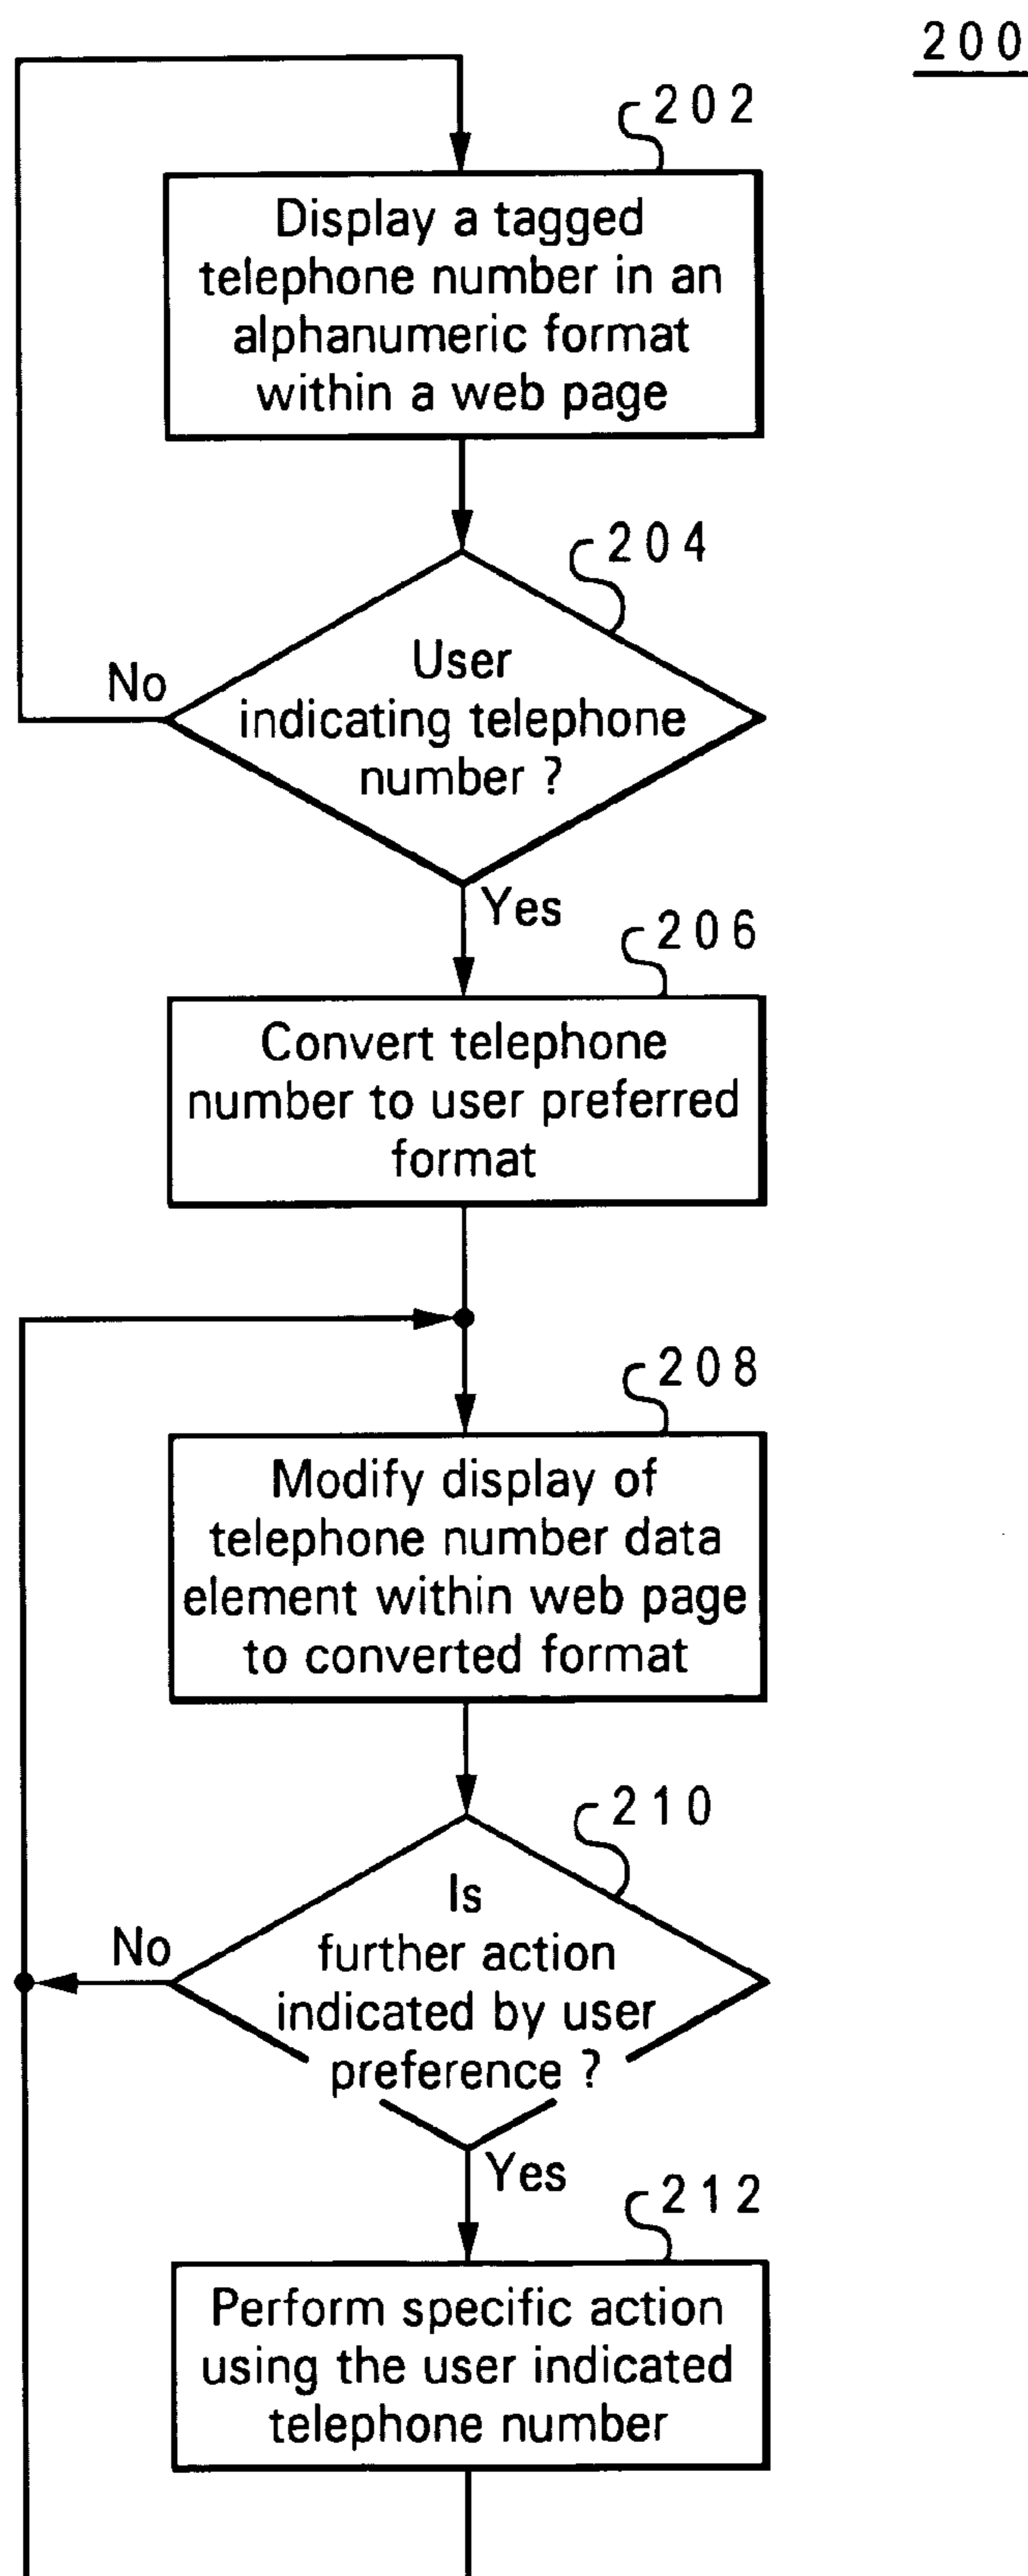 200
202
Display a tagged
telephone number in an
alphanumeric format
within a web page
204
User
indicating telephone
number ?
No
Yes
206
Convert telephone
number to user preferred
format
208
Modify display of
telephone number data
element within web page
to converted format
210
Is
further action
indicated by user
preference ?
No
Yes
212
Perform specific action
using the user indicated
telephone number